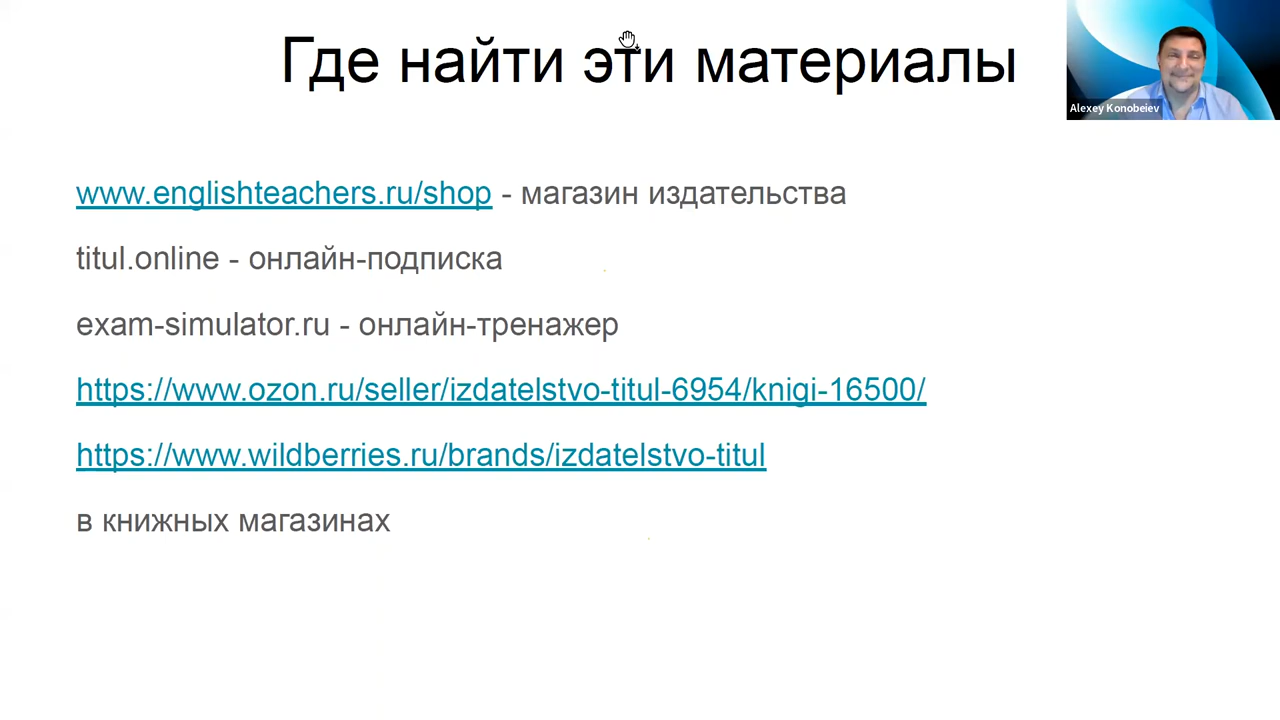 Где найти эти материалы
Alexey Konobeiev
www.englishteachers.ru/shop - магазин издательства
titul.online - онлайн-подписка
exam-simulator.ru - онлайн-тренажер
https://www.ozon.ru/seller/izdatelstvo-titul-6954/knigi-16500/
https://www.wildberries.ru/brands/izdatelstvo-titul
в книжных магазинах